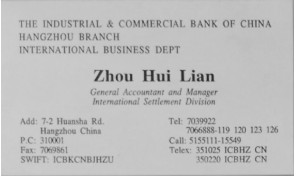 THE INDUSTRIAL & COMMERCIAL BANK OF CHINA
HANGZHOU BRANCH
INTERNATIONAL BUSINESS DEPT
Zhou Hui Lian
General Accountant and Manager
International Settlement Division
Add: 7-2 Huansha Rd.
Hangzhou China
P.C: 310001
Fax: 7069861
SWIFT: ICBKCNBJHZU
Tel: 7039922
7066888-119 120 123 126
Call: 5155111-15549
Telex: 351025 ICBHZ CN
350220 ICBHZ CN